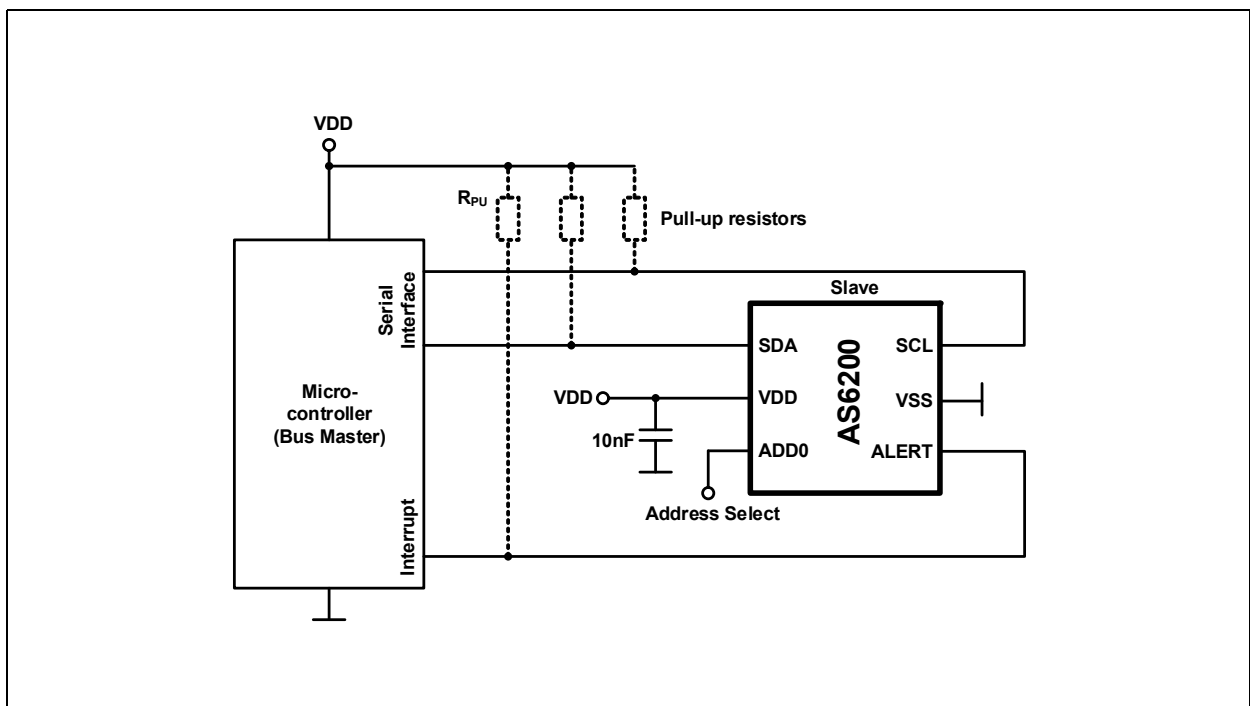 VDD
RPU
Pull-up resistors
Serial
Interface
Slave
SDA
SCL
AS6200
Micro-
controller
(Bus Master)
VDD
VDD
VSS
10nF
ADD0
ALERT
Address Select
Interrupt